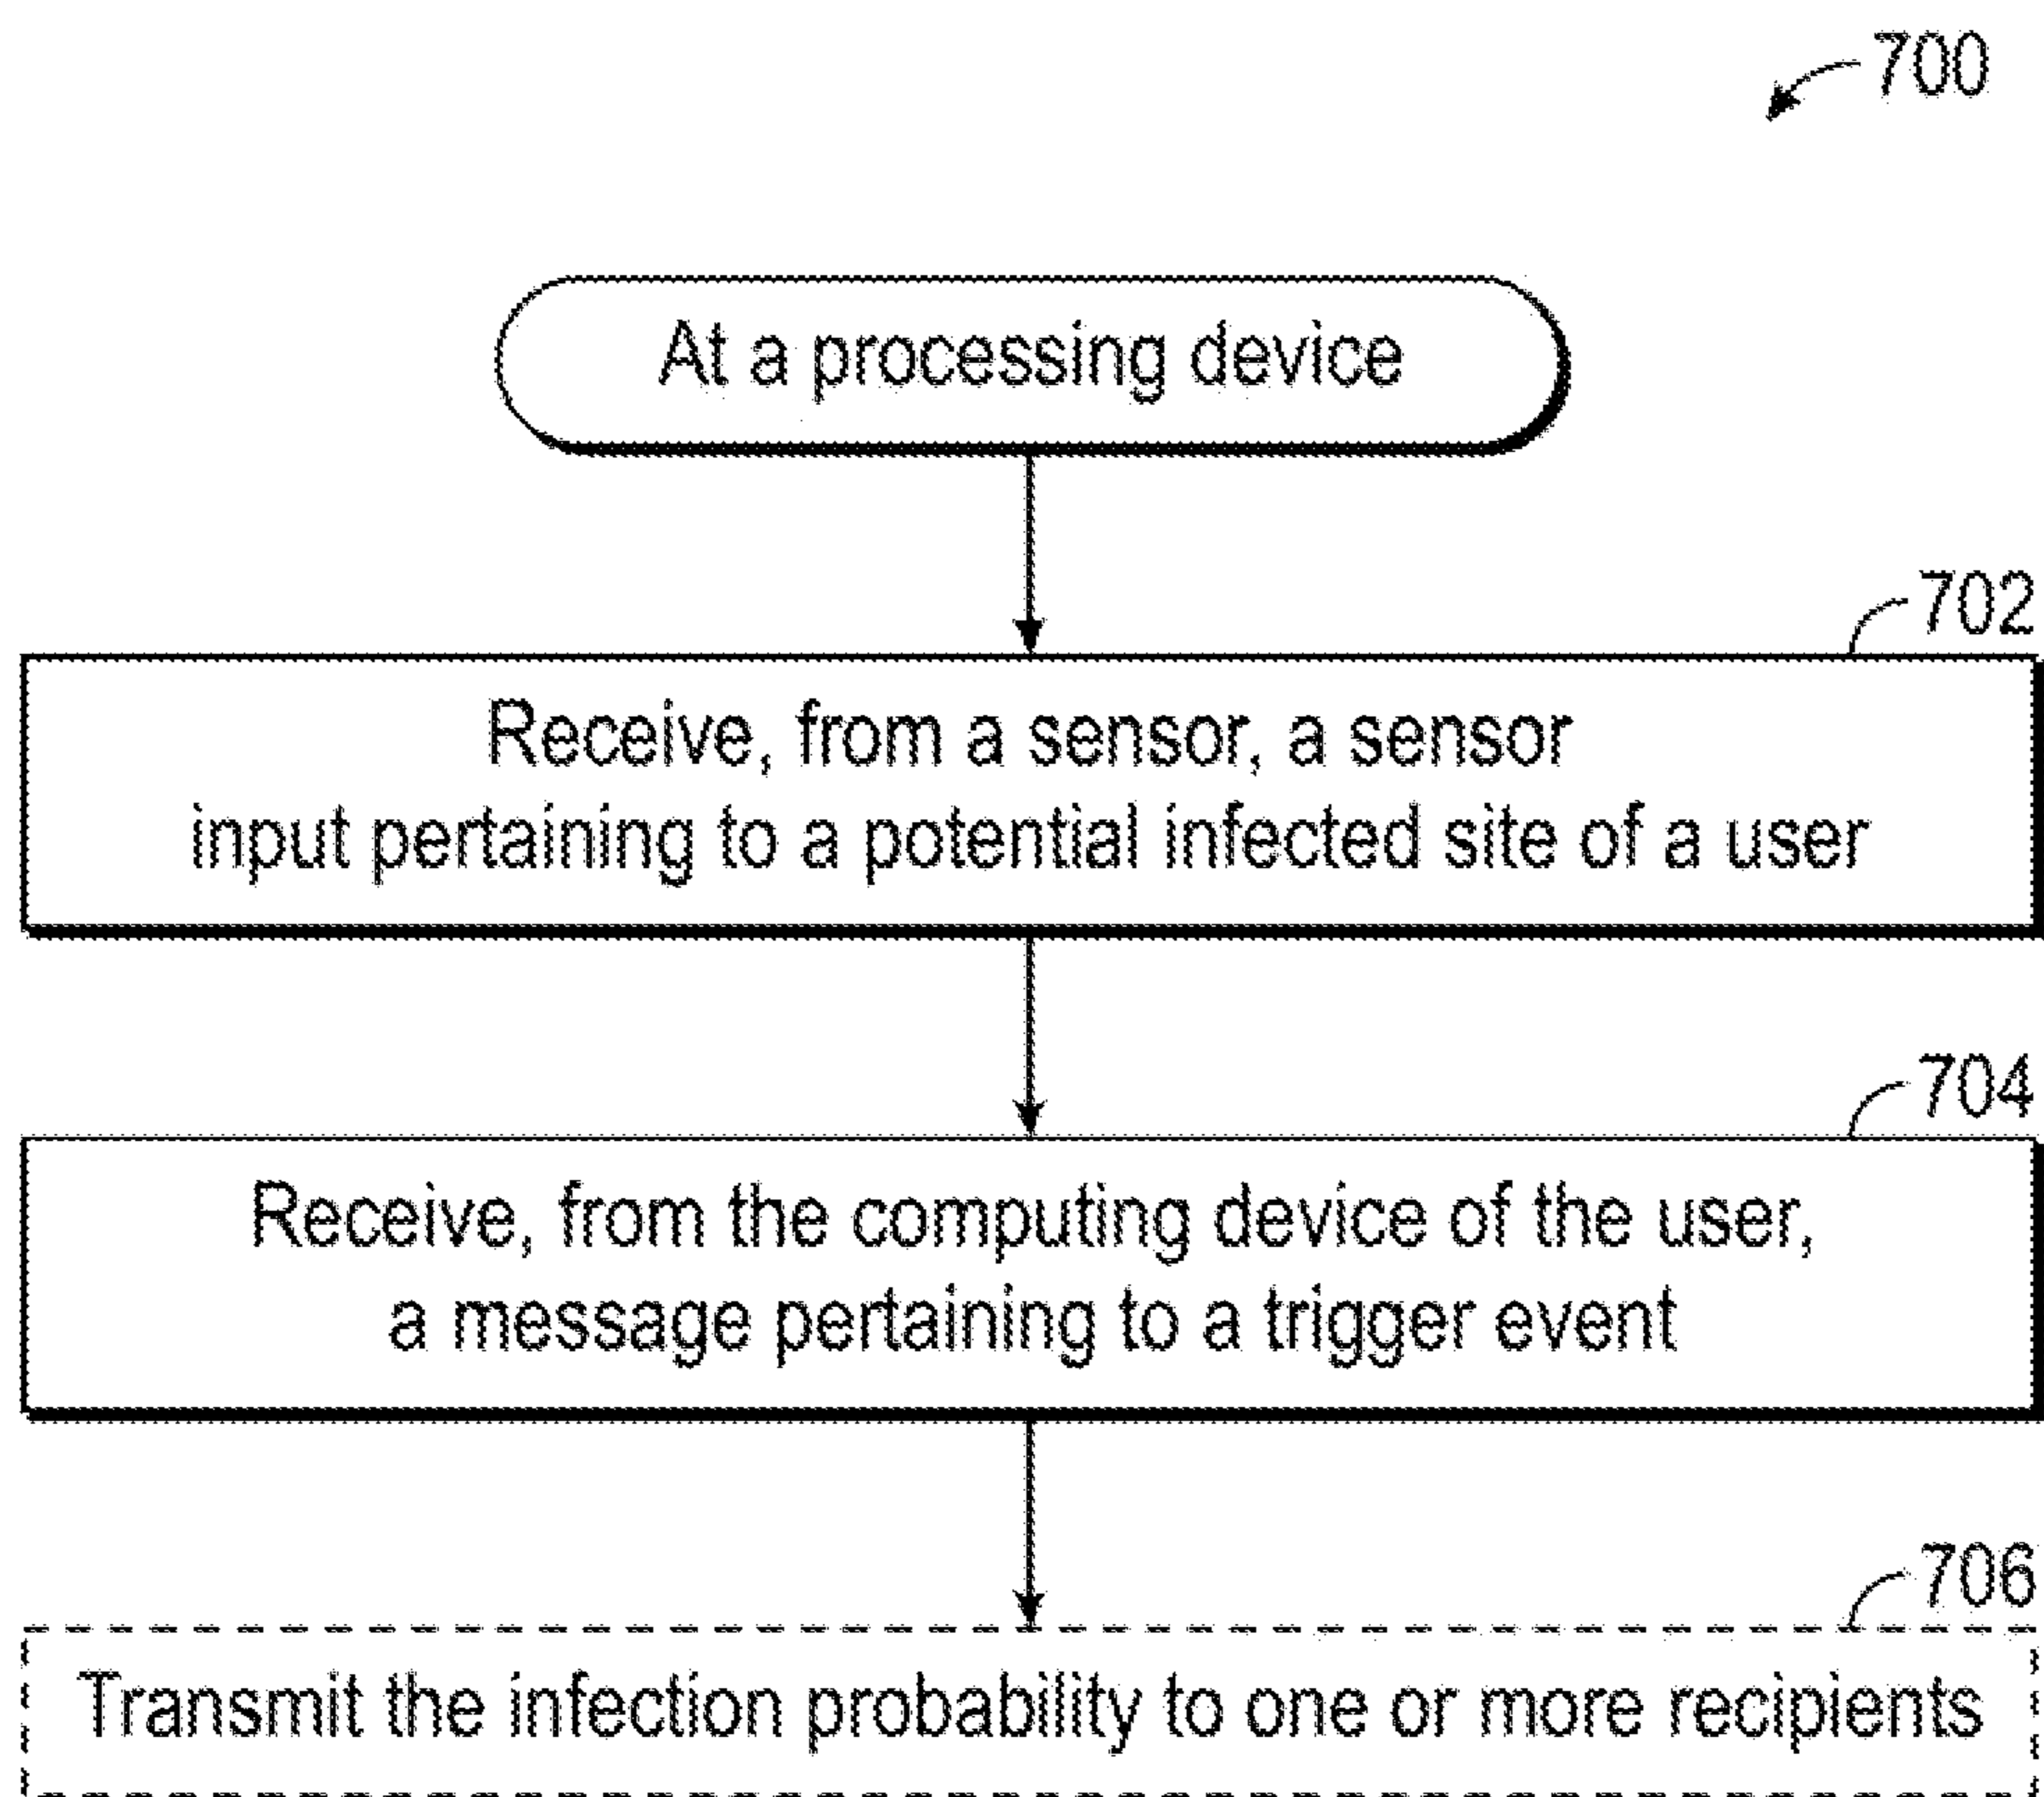 700
At a processing device
702
Receive, from a sensor, a sensor
input pertaining to a potential infected site of a user
704
Receive, from the computing device of the user,
a message pertaining to a trigger event
706
Transmit the infection probability to one or more recipients